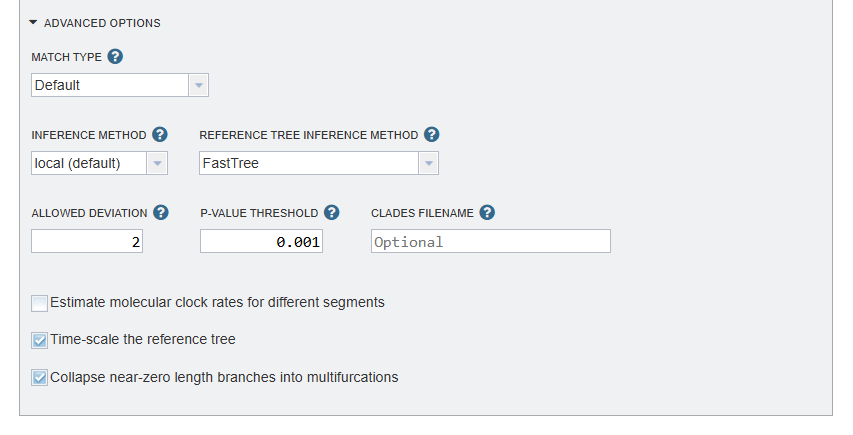 ADVANCED OPTIONS
MATCH TYPE ?
Default
INFERENCE METHOD ? REFERENCE TREE INFERENCE METHOD ?
local (default) FastTree
ALLOWED DEVIATION ? P-VALUE THRESHOLD ? CLADES FILENAME ?
2 0.001 Optional
Estimate molecular clock rates for different segments
Time-scale the reference tree
Collapse near-zero length branches into multifurcations